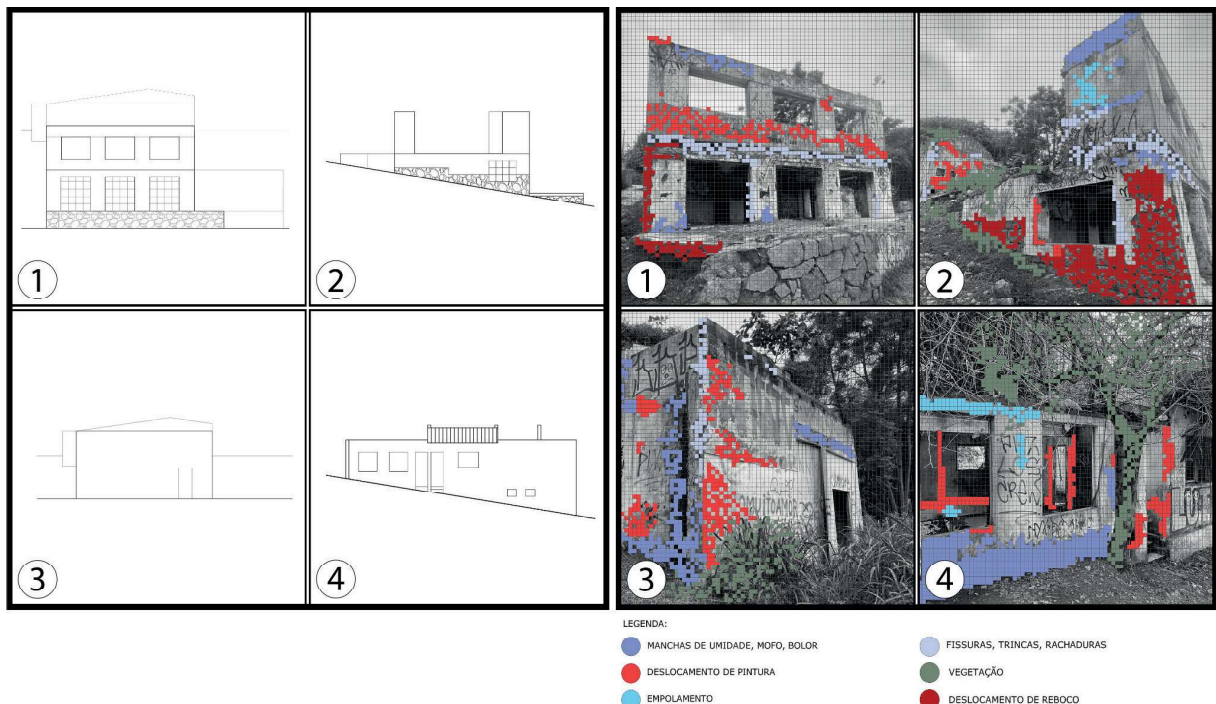 1
2
3
4
1
2
3
4
LEGENDA:
MANCHAS DE UMIDADE, MOFO, BOLOR
DESLOCAMENTO DE PINTURA
EMPOLAMENTO
FISSURAS, TRINCAS, RACHADURAS
VEGETAÇÃO
DESLOCAMENTO DE REBOCO